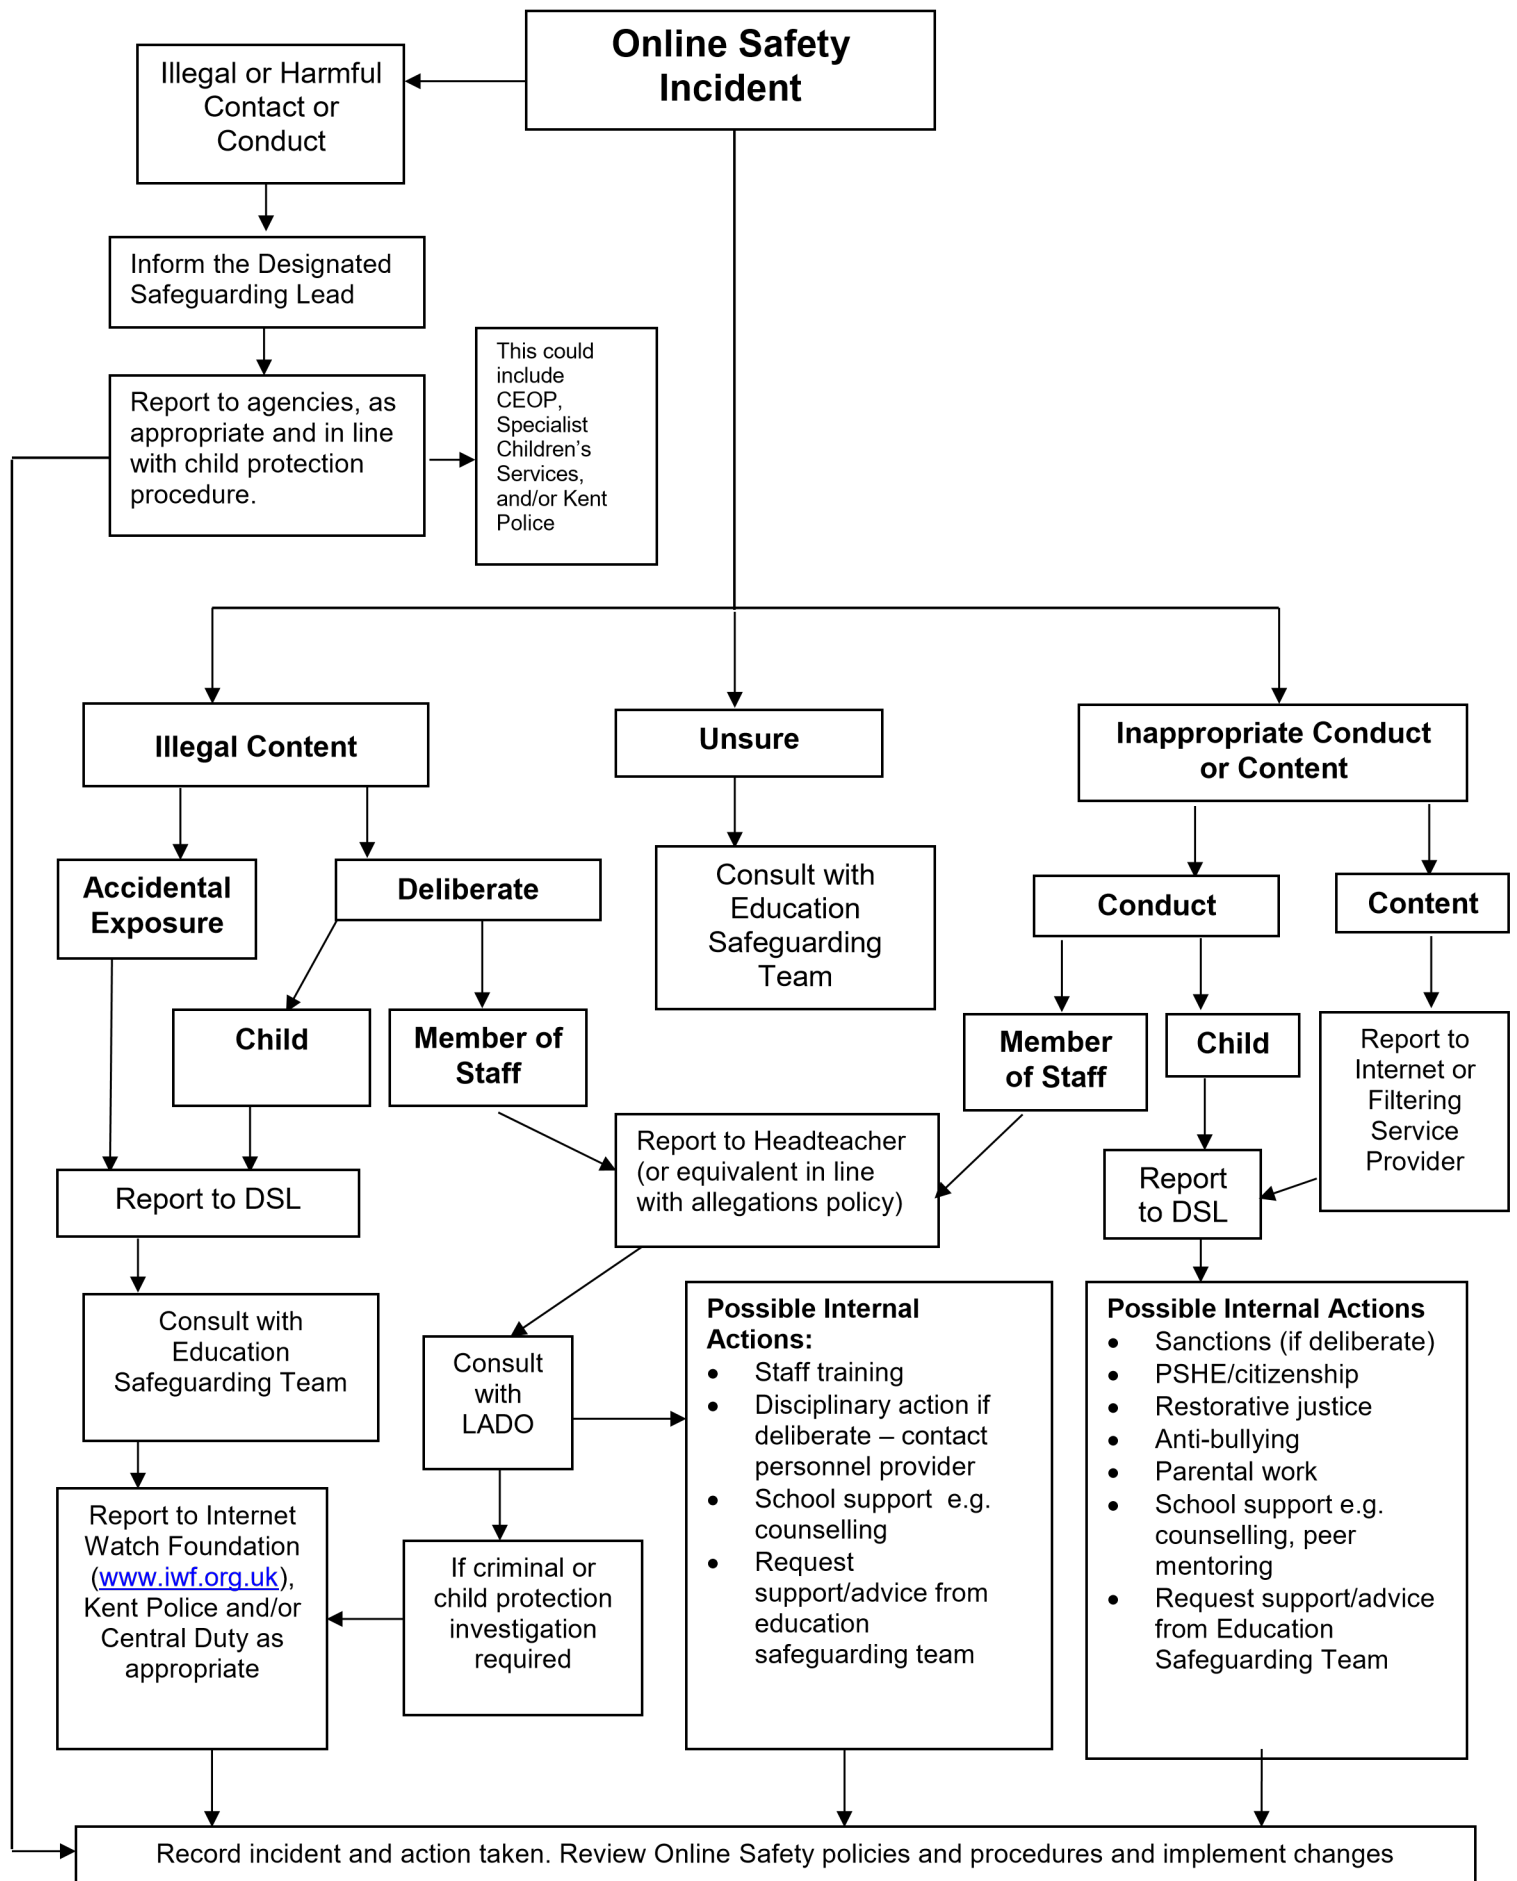 Online Safety
Incident
Illegal or Harmful
Contact or
Conduct
Inform the Designated
Safeguarding Lead
Report to agencies, as
appropriate and in line
with child protection
procedure.
This could
include
CEOP,
Specialist
Children’s
Services,
and/or Kent
Police
Illegal Content
Unsure
Inappropriate Conduct
or Content
Accidental
Exposure
Deliberate
Consult with
Education
Safeguarding
Team
Conduct
Content
Child
Member of
Staff
Member
of Staff
Child
Report to
Internet or
Filtering
Service
Provider
Report to DSL
Report to Headteacher
(or equivalent in line
with allegations policy)
Report
to DSL
Consult with
Education
Safeguarding Team
Consult
with
LADO
Possible Internal
Actions:
● Staff training
● Disciplinary action if
deliberate – contact
personnel provider
● School support  e.g.
counselling
● Request
support/advice from
education
safeguarding team
Possible Internal Actions
● Sanctions (if deliberate)
● PSHE/citizenship
● Restorative justice
● Anti-bullying
● Parental work
● School support e.g.
counselling, peer
mentoring
● Request support/advice
from Education
Safeguarding Team
Report to Internet
Watch Foundation
(www.iwf.org.uk),
Kent Police and/or
Central Duty as
appropriate
If criminal or
child protection
investigation
required
Record incident and action taken. Review Online Safety policies and procedures and implement changes